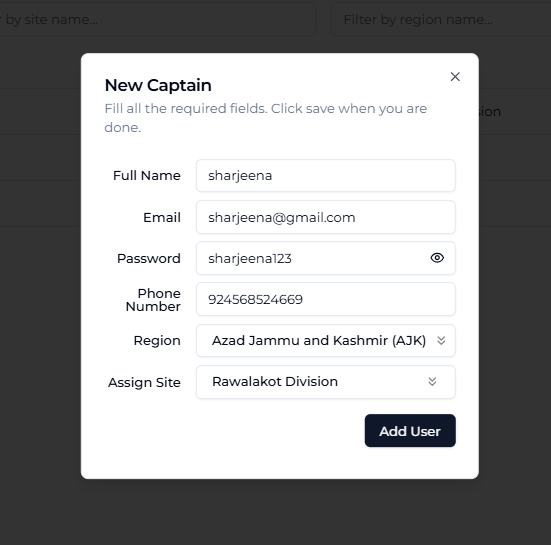 by site name...
Filter by region name...
New Captain
Fill all the required fields. Click save when you are
done.
Full Name
sharjeena
Email
sharjeena@gmail.com
Password
sharjeena123
Phone
Number
924568524669
Region
Azad Jammu and Kashmir (AJK)
Assign Site
Rawalakot Division
Add User